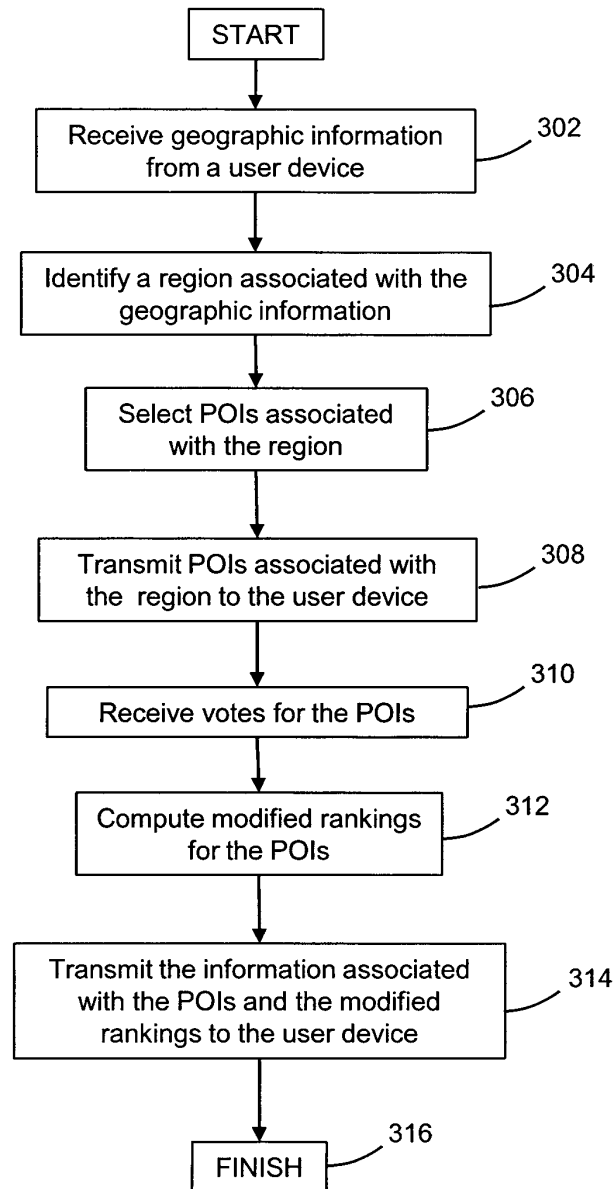 START
Receive geographic information
from a user device
302
Identify a region associated with the
geographic information
304
Select POIs associated
with the region
306
Transmit POIs associated with
the region to the user device
308
Receive votes for the POIs
310
Compute modified rankings
for the POIs
312
Transmit the information associated
with the POIs and the modified
rankings to the user device
314
FINISH
316